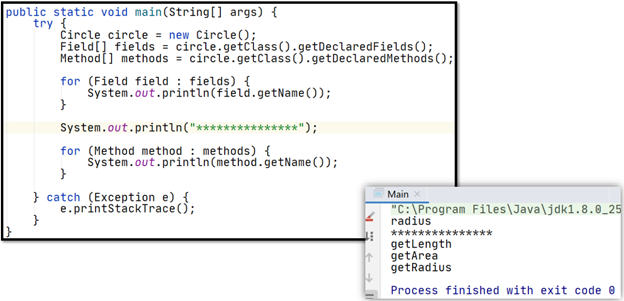 public static void main(String[] args) {
    try {
        Circle circle = new Circle();
        Field[] fields = circle.getClass().getDeclaredFields();
        Method[] methods = circle.getClass().getDeclaredMethods();

        for (Field field : fields) {
            System.out.println(field.getName());
        }

        System.out.println("***************");

        for (Method method : methods) {
            System.out.println(method.getName());
        }

    } catch (Exception e) {
        e.printStackTrace();
    }
}
Main
"C:\Program Files\Java\jdk1.8.0_25
radius
***************
getLength
getArea
getRadius
Process finished with exit code 0